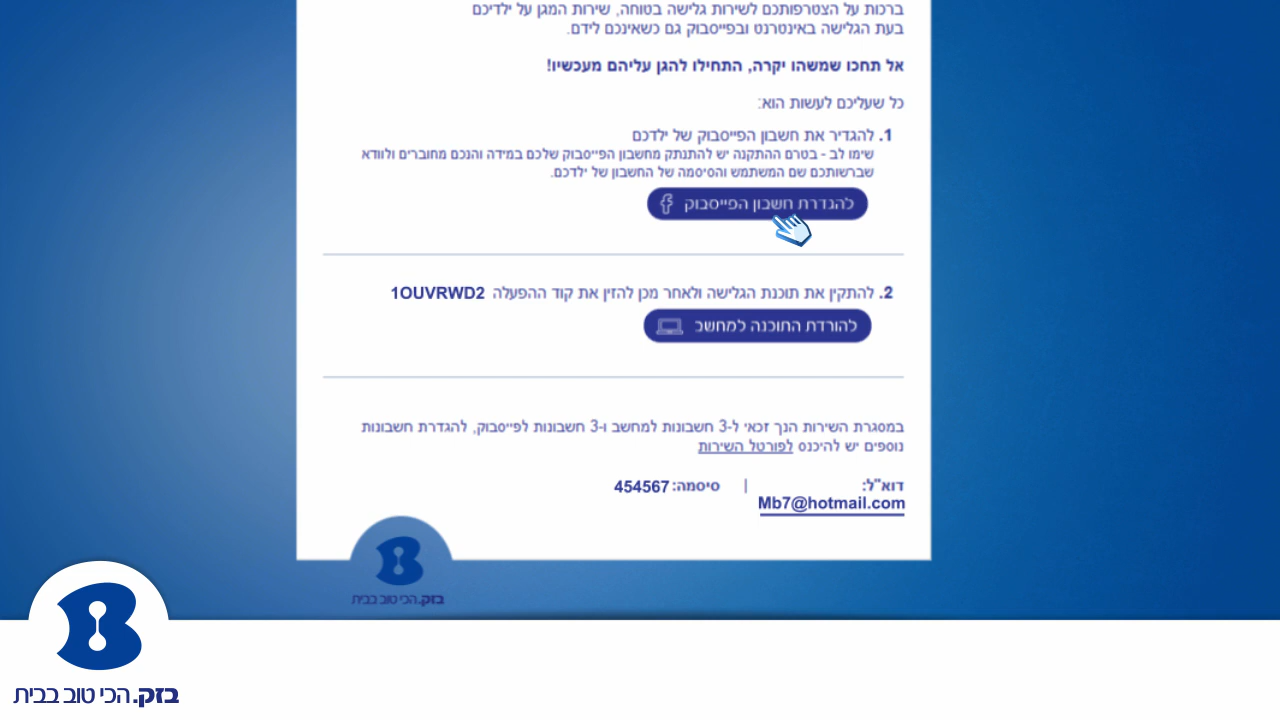 ברכות על הצטרפותכם לשירות גלישה בטוחה, שירות המגן על ילדיכם
בעת הגלישה באינטרנט ובפייסבוק גם כשאינכם לידם.
אל תחכו שמשהו יקרה, התחילו להגן עליהם מעכשיו!
כל שעליכם לעשות הוא:
1. להגדיר את חשבון הפייסבוק של ילדכם
שימו לב - בטרם ההתקנה יש להתנתק מחשבון הפייסבוק שלכם במידה והנכם מחוברים ולוודא
שברשותכם שם המשתמש והסיסמה של החשבון של ילדכם.
להגדרת חשבון הפייסבוק
2. להתקין את תוכנת הגלישה ולאחר מכן להזין את קוד ההפעלה 1OUVRWD2
להורדת התוכנה למחשב
במסגרת השירות הנך זכאי ל-3 חשבונות למחשב ו-3 חשבונות לפייסבוק, להגדרת חשבונות
נוספים יש להיכנס לפורטל השירות
דוא"ל: | סיסמה: 454567
Mb7@hotmail.com
בזק. הכי טוב בבית
בזק. הכי טוב בבית